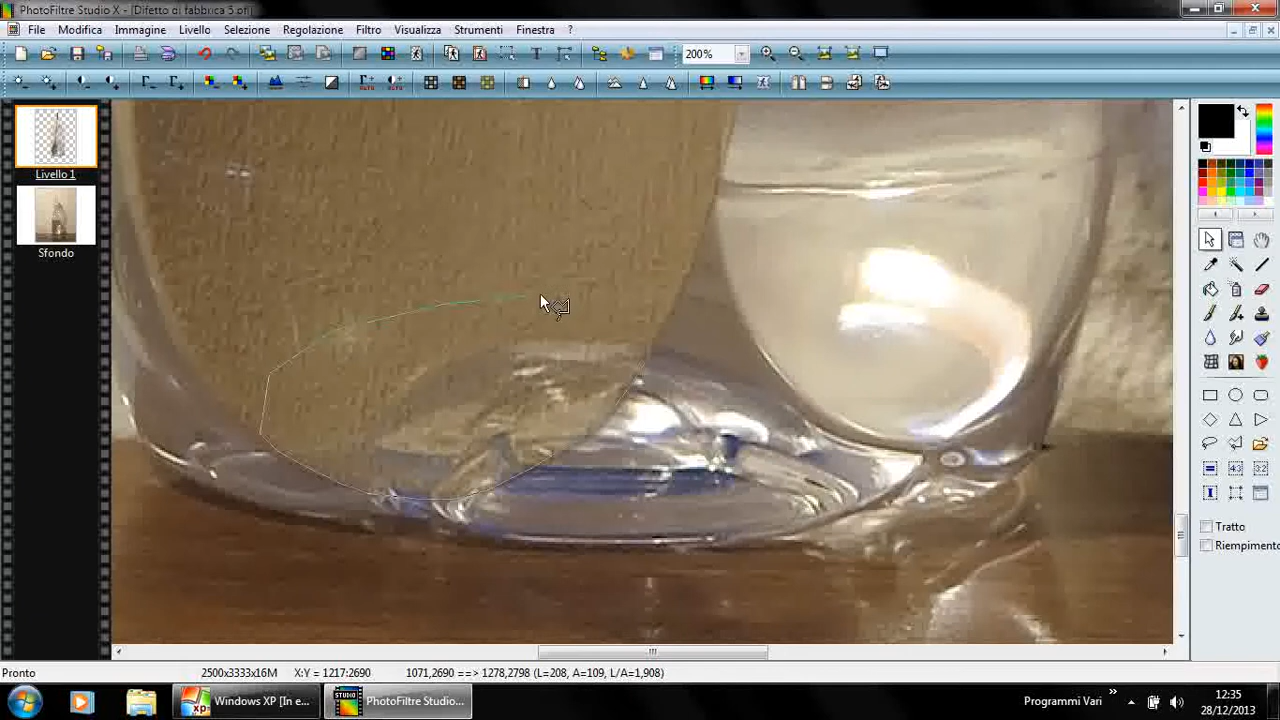 PhotoFiltre Studio X - [Difetto di fabbrica 3.pfi]
File Modifica Immagine Livello Selezione Regolazione Filtro Visualizza Strumenti Finestra ?
200%
Livello 1
Sfondo
Tratto
Riempimento
Pronto 2500x3333x16M X:Y = 1217:2690 1071,2690 ==> 1278,2798 (L=208, A=109, L/A=1,908)
Windows XP [In e... PhotoFiltre Studio... Programmi Vari 12:35
28/12/2013